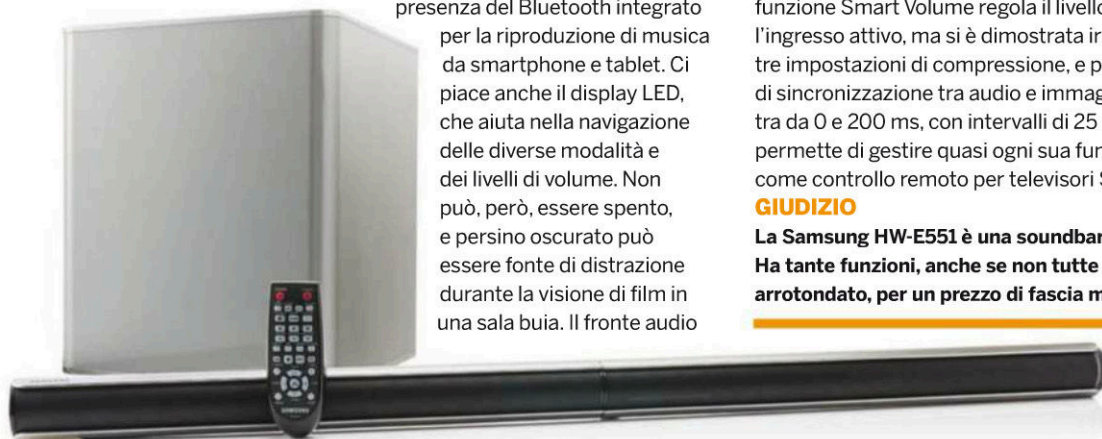 presenza del Bluetooth integrato
per la riproduzione di musica
da smartphone e tablet. Ci
piace anche il display LED,
che aiuta nella navigazione
delle diverse modalità e
dei livelli di volume. Non
può, però, essere spento,
e persino oscurato può
essere fonte di distrazione
durante la visione di film in
una sala buia. Il fronte audio
funzione Smart Volume regola il livello
l'ingresso attivo, ma si è dimostrata
tre impostazioni di compressione, e
di sincronizzazione tra audio e
tra da 0 e 200 ms, con intervalli di 25
permette di gestire quasi ogni sua
come controllo remoto per televisori
GIUDIZIO
La Samsung HW-E551 è una soundbar
Ha tante funzioni, anche se non tutte
arrotondato, per un prezzo di fascia
SAMSUNG